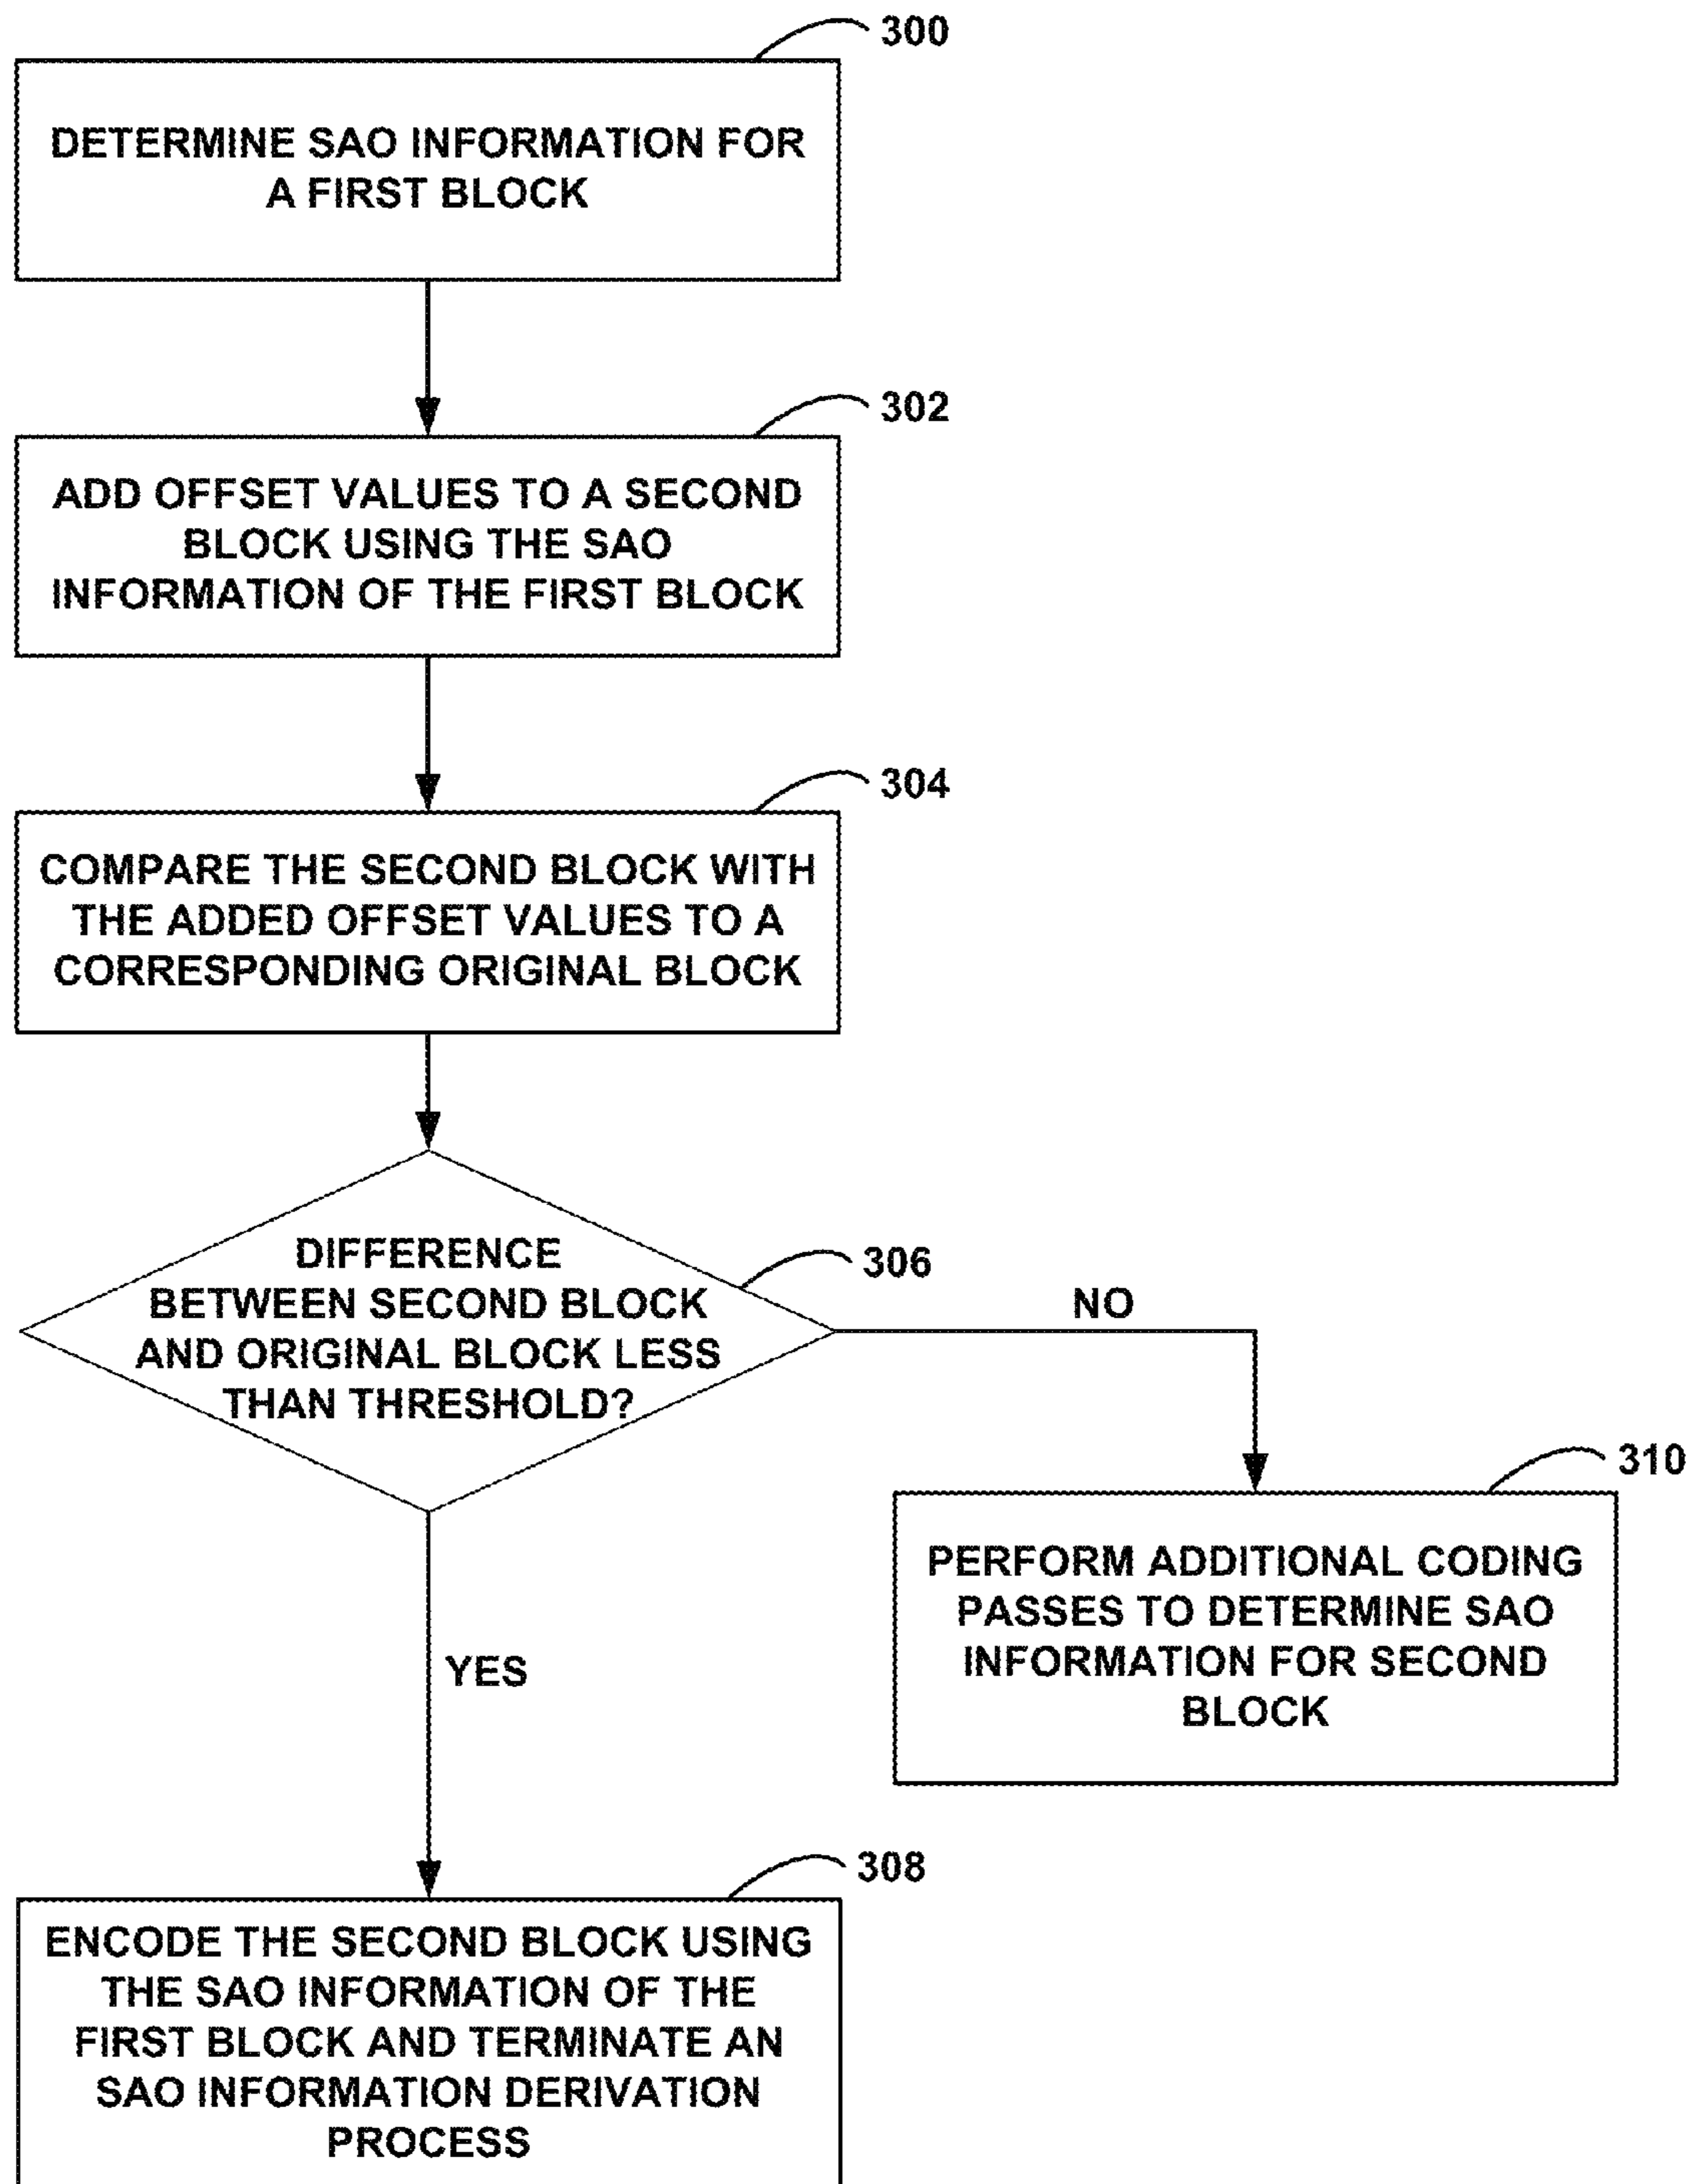 300
DETERMINE SAO INFORMATION FOR
A FIRST BLOCK
302
ADD OFFSET VALUES TO A SECOND
BLOCK USING THE SAO
INFORMATION OF THE FIRST BLOCK
304
COMPARE THE SECOND BLOCK WITH
THE ADDED OFFSET VALUES TO A
CORRESPONDING ORIGINAL BLOCK
306
DIFFERENCE
BETWEEN SECOND BLOCK
AND ORIGINAL BLOCK LESS
THAN THRESHOLD?
NO
310
PERFORM ADDITIONAL CODING
PASSES TO DETERMINE SAO
INFORMATION FOR SECOND
BLOCK
YES
308
ENCODE THE SECOND BLOCK USING
THE SAO INFORMATION OF THE
FIRST BLOCK AND TERMINATE AN
SAO INFORMATION DERIVATION
PROCESS